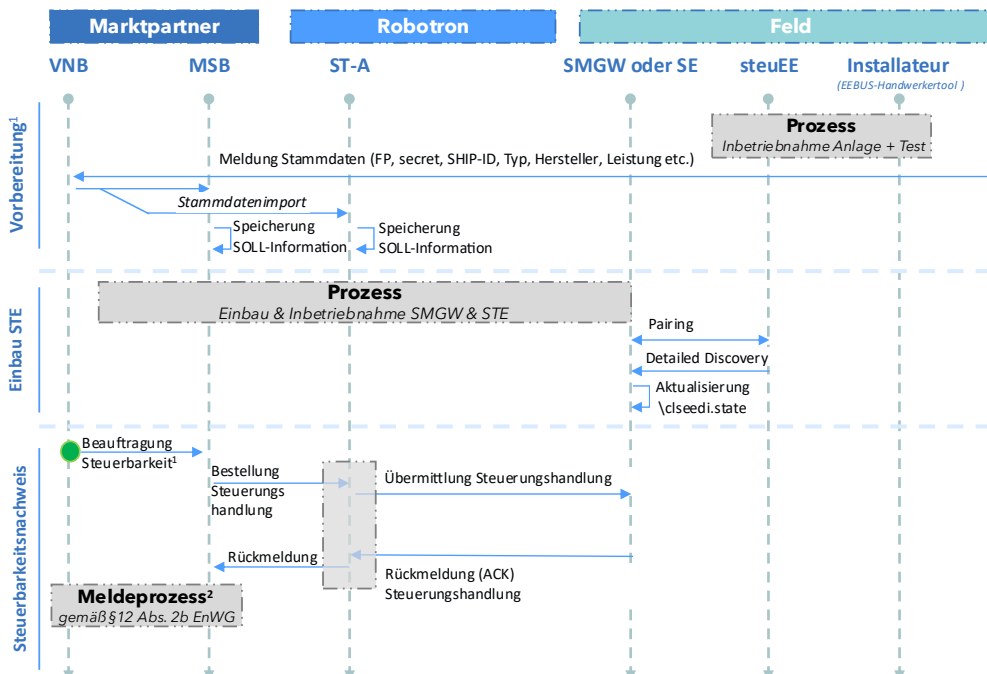 Marktpartner
Robotron
Feld
VNB
MSB
ST-A
SMGW oder SE
steuEE
Installateur
(EEBUS-Handwerkertool )
Vorbereitung¹
Prozess
Inbetriebnahme Anlage + Test
Meldung Stammdaten (FP, secret, SHIP-ID, Typ, Hersteller, Leistung etc.)
Stammdatenimport
Speicherung
SOLL-Information
Speicherung
SOLL-Information
Einbau STE
Prozess
Einbau & Inbetriebnahme SMGW & STE
Pairing
Detailed Discovery
Aktualisierung
\clseedi.state
Steuerbarkeitsnachweis
Beauftragung
Steuerbarkeit¹
Bestellung
Steuerungs
handlung
Übermittlung Steuerungshandlung
Rückmeldung
Rückmeldung (ACK)
Steuerungshandlung
Meldeprozess²
gemäß §12 Abs. 2b EnWG